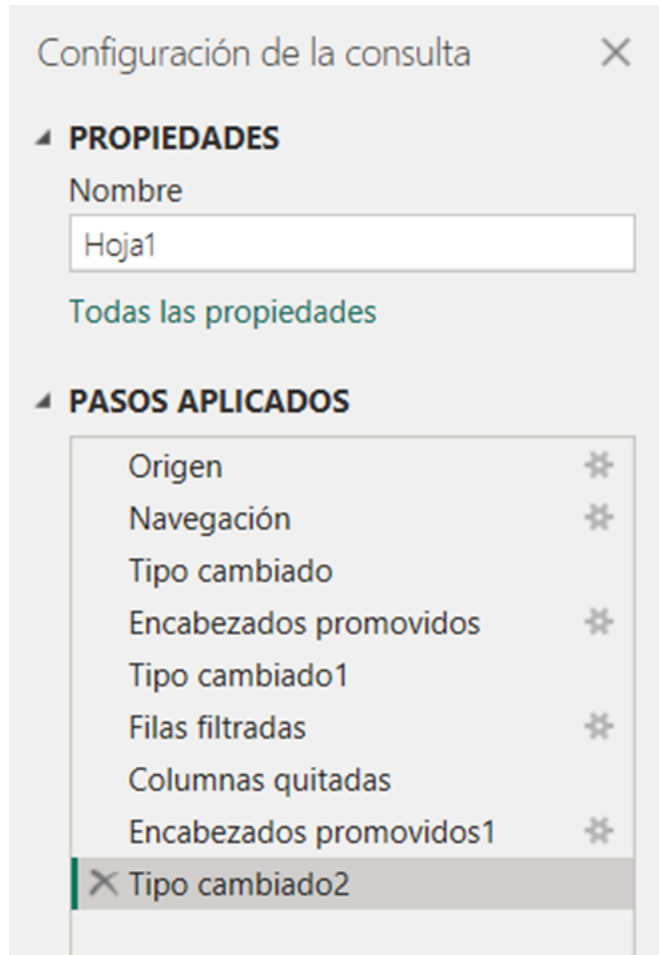 Configuración de la consulta
PROPIEDADES
Nombre
Hoja1
Todas las propiedades
PASOS APLICADOS
Origen
Navegación
Tipo cambiado
Encabezados promovidos
Tipo cambiado1
Filas filtradas
Columnas quitadas
Encabezados promovidos1
Tipo cambiado2